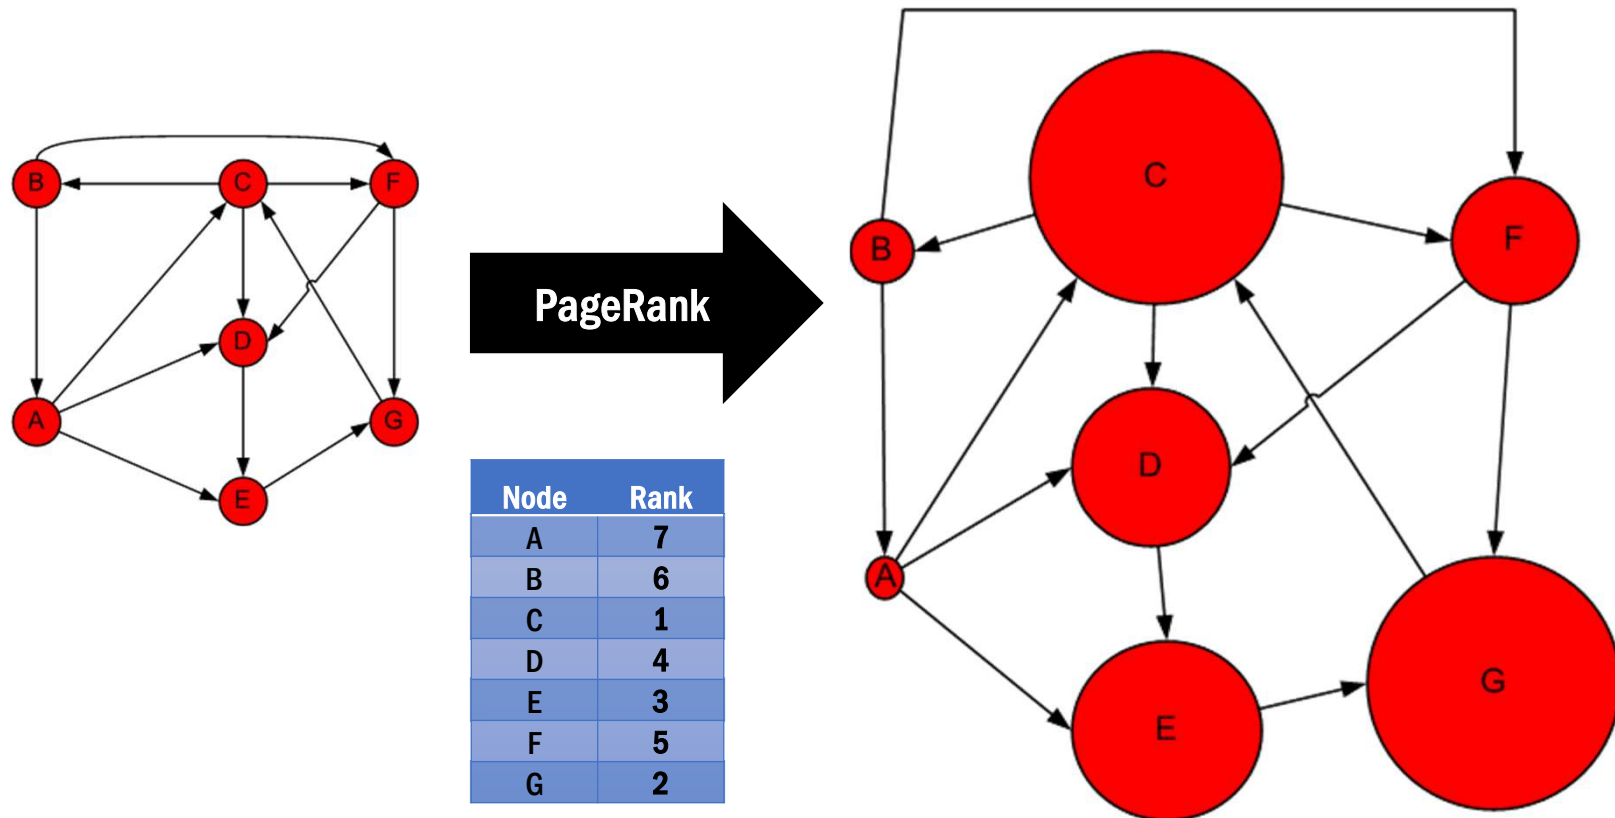 B C F
D
A G
E
PageRank
Node Rank
A 7
B 6
C 1
D 4
E 3
F 5
G 2
C
B F
D
A
E G